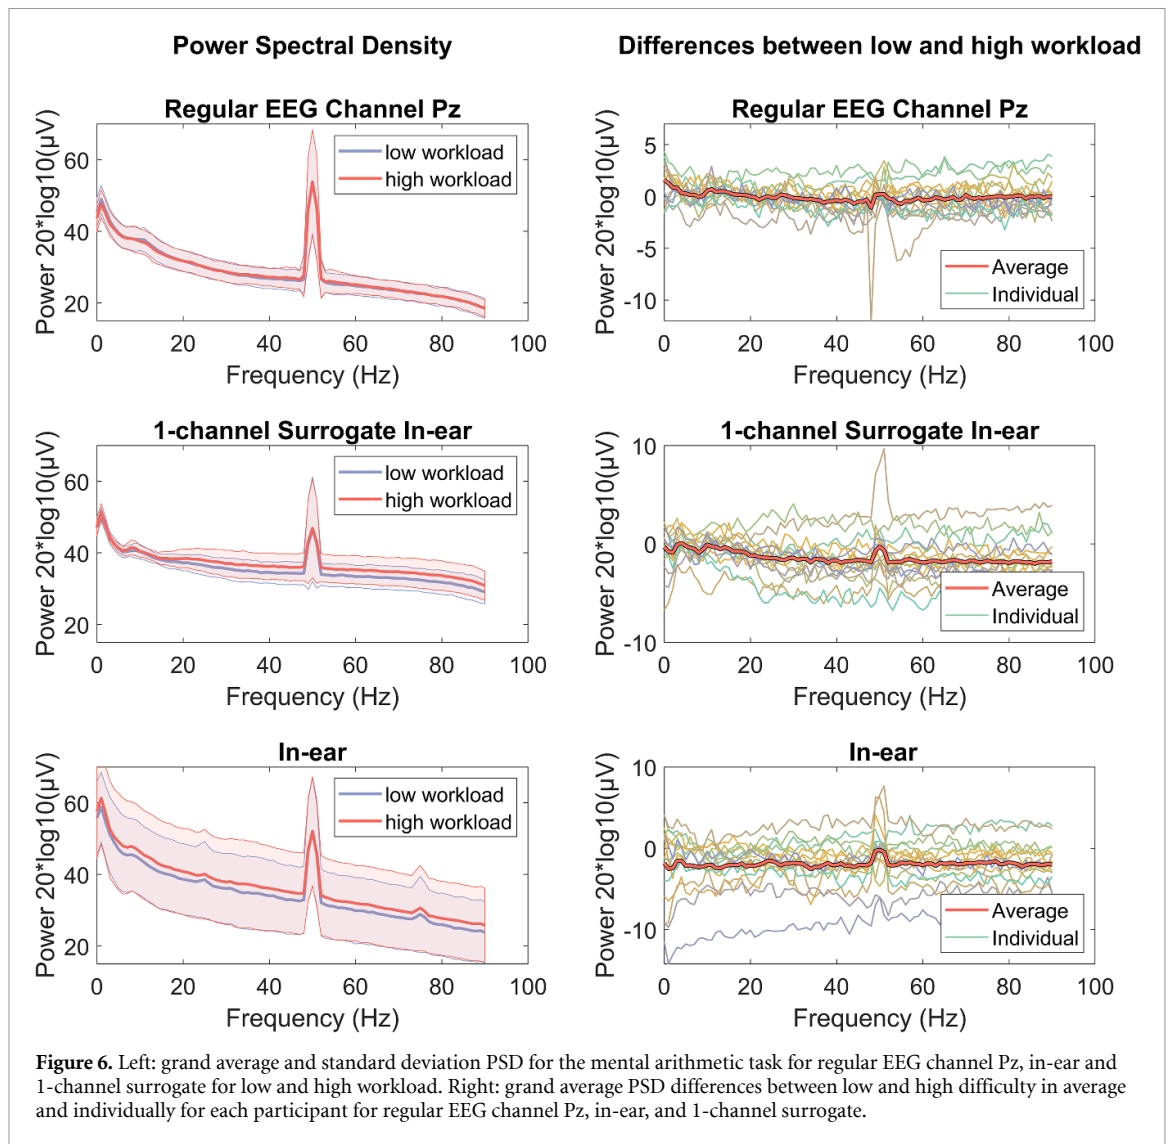 Power Spectral Density
Differences between low and high workload
Regular EEG Channel Pz
Power 20*log10(μV)
60
40
20
low workload
high workload
0
20
40
60
80
100
Frequency (Hz)
Regular EEG Channel Pz
Power 20*log10(μV)
5
0
-5
-10
Average
Individual
0
20
40
60
80
100
Frequency (Hz)
1-channel Surrogate In-ear
Power 20*log10(μV)
60
40
20
low workload
high workload
0
20
40
60
80
100
Frequency (Hz)
1-channel Surrogate In-ear
Power 20*log10(μV)
10
0
-10
Average
Individual
0
20
40
60
80
100
Frequency (Hz)
In-ear
Power 20*log10(μV)
60
40
20
low workload
high workload
0
20
40
60
80
100
Frequency (Hz)
In-ear
Power 20*log10(μV)
10
0
-10
Average
Individual
0
20
40
60
80
100
Frequency (Hz)
Figure 6. Left: grand average and standard deviation PSD for the mental arithmetic task for regular EEG channel Pz, in-ear and
1-channel surrogate for low and high workload. Right: grand average PSD differences between low and high difficulty in average
and individually for each participant for regular EEG channel Pz, in-ear, and 1-channel surrogate.